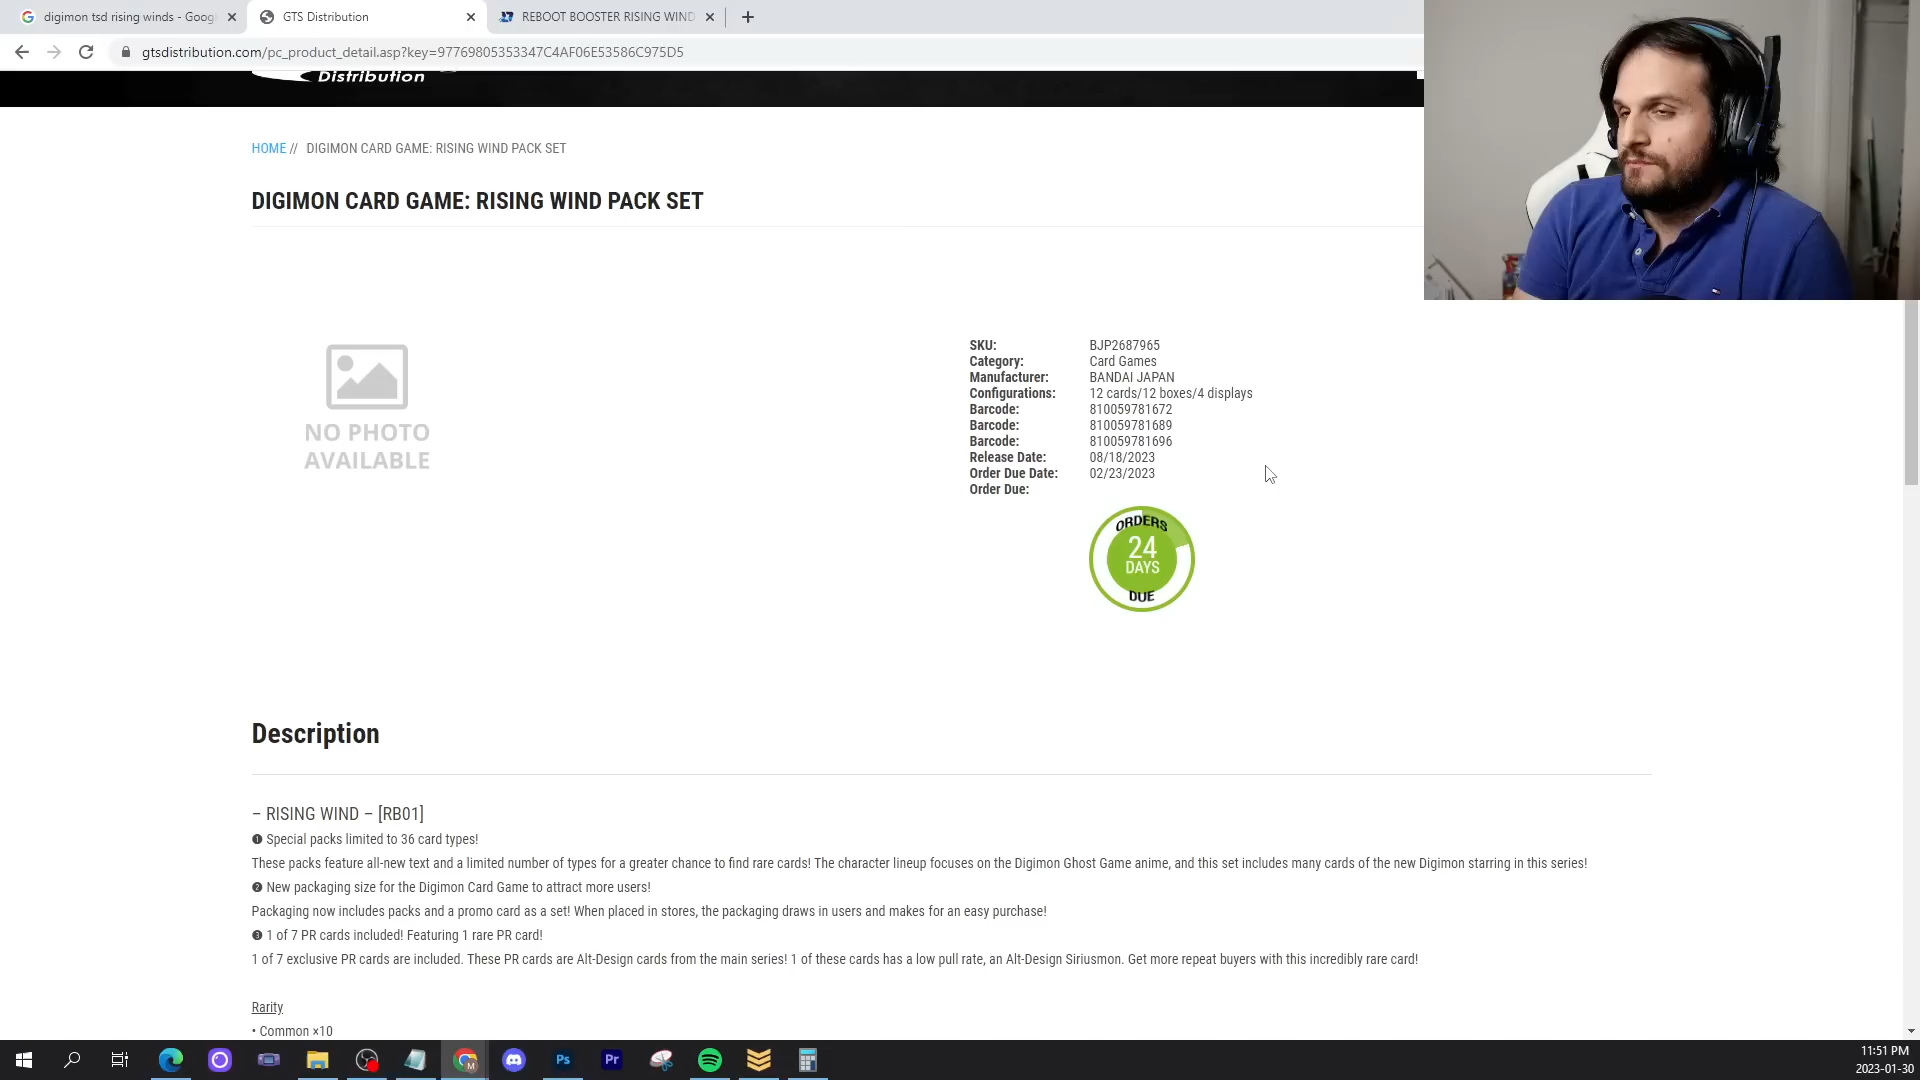 digimon tsd rising winds - Goog
GTS Distribution
REBOOT BOOSTER RISING WIND
gtsdistribution.com/pc_product_detail.asp?key=97769805353347C4AF06E53586C975D5
Distribution
HOME // DIGIMON CARD GAME: RISING WIND PACK SET
DIGIMON CARD GAME: RISING WIND PACK SET
NO PHOTO
AVAILABLE
SKU: BJP2687965
Category: Card Games
Manufacturer: BANDAI JAPAN
Configurations: 12 cards/12 boxes/4 displays
Barcode: 810059781672
Barcode: 810059781689
Barcode: 810059781696
Release Date: 08/18/2023
Order Due Date: 02/23/2023
Order Due:
ORDERS
24
DAYS
DUE
Description
– RISING WIND – [RB01]
❶ Special packs limited to 36 card types!
These packs feature all-new text and a limited number of types for a greater chance to find rare cards! The character lineup focuses on the Digimon Ghost Game anime, and this set includes many cards of the new Digimon starring in this series!
❷ New packaging size for the Digimon Card Game to attract more users!
Packaging now includes packs and a promo card as a set! When placed in stores, the packaging draws in users and makes for an easy purchase!
❸ 1 of 7 PR cards included! Featuring 1 rare PR card!
1 of 7 exclusive PR cards are included. These PR cards are Alt-Design cards from the main series! 1 of these cards has a low pull rate, an Alt-Design Siriusmon. Get more repeat buyers with this incredibly rare card!
Rarity
• Common ×10
M
Ps
Pr
11:51 PM
2023-01-30